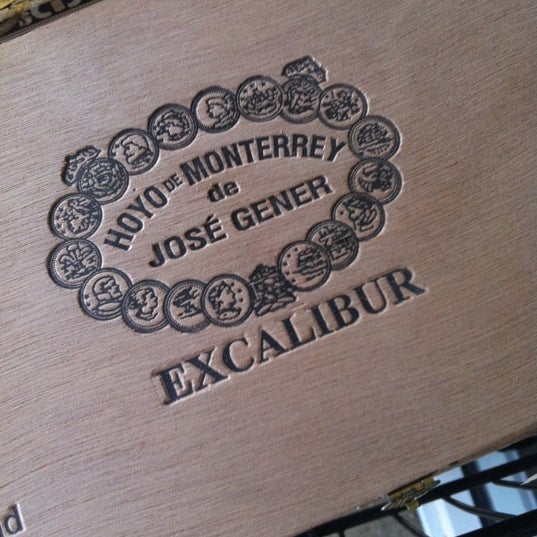 HOYO DE MONTERREY
de
JOSÉ GENER
EXCALIBUR